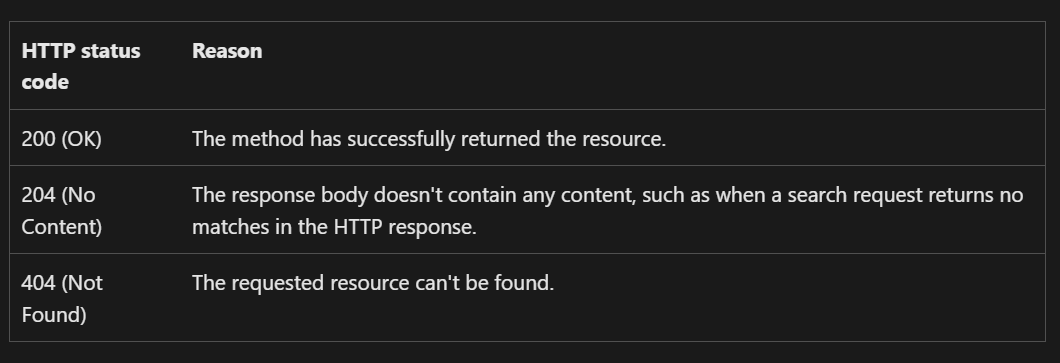 HTTP status code Reason
200 (OK) The method has successfully returned the resource.
204 (No Content) The response body doesn't contain any content, such as when a search request returns no
matches in the HTTP response.
404 (Not Found) The requested resource can't be found.